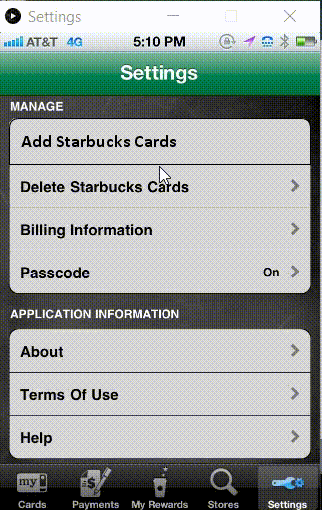 Settings
AT&T 4G 5:10 PM
Settings
MANAGE
Add Starbucks Cards
Delete Starbucks Cards
Billing Information
Passcode On
APPLICATION INFORMATION
About
Terms Of Use
Help
my
Cards Payments My Rewards Stores Settings